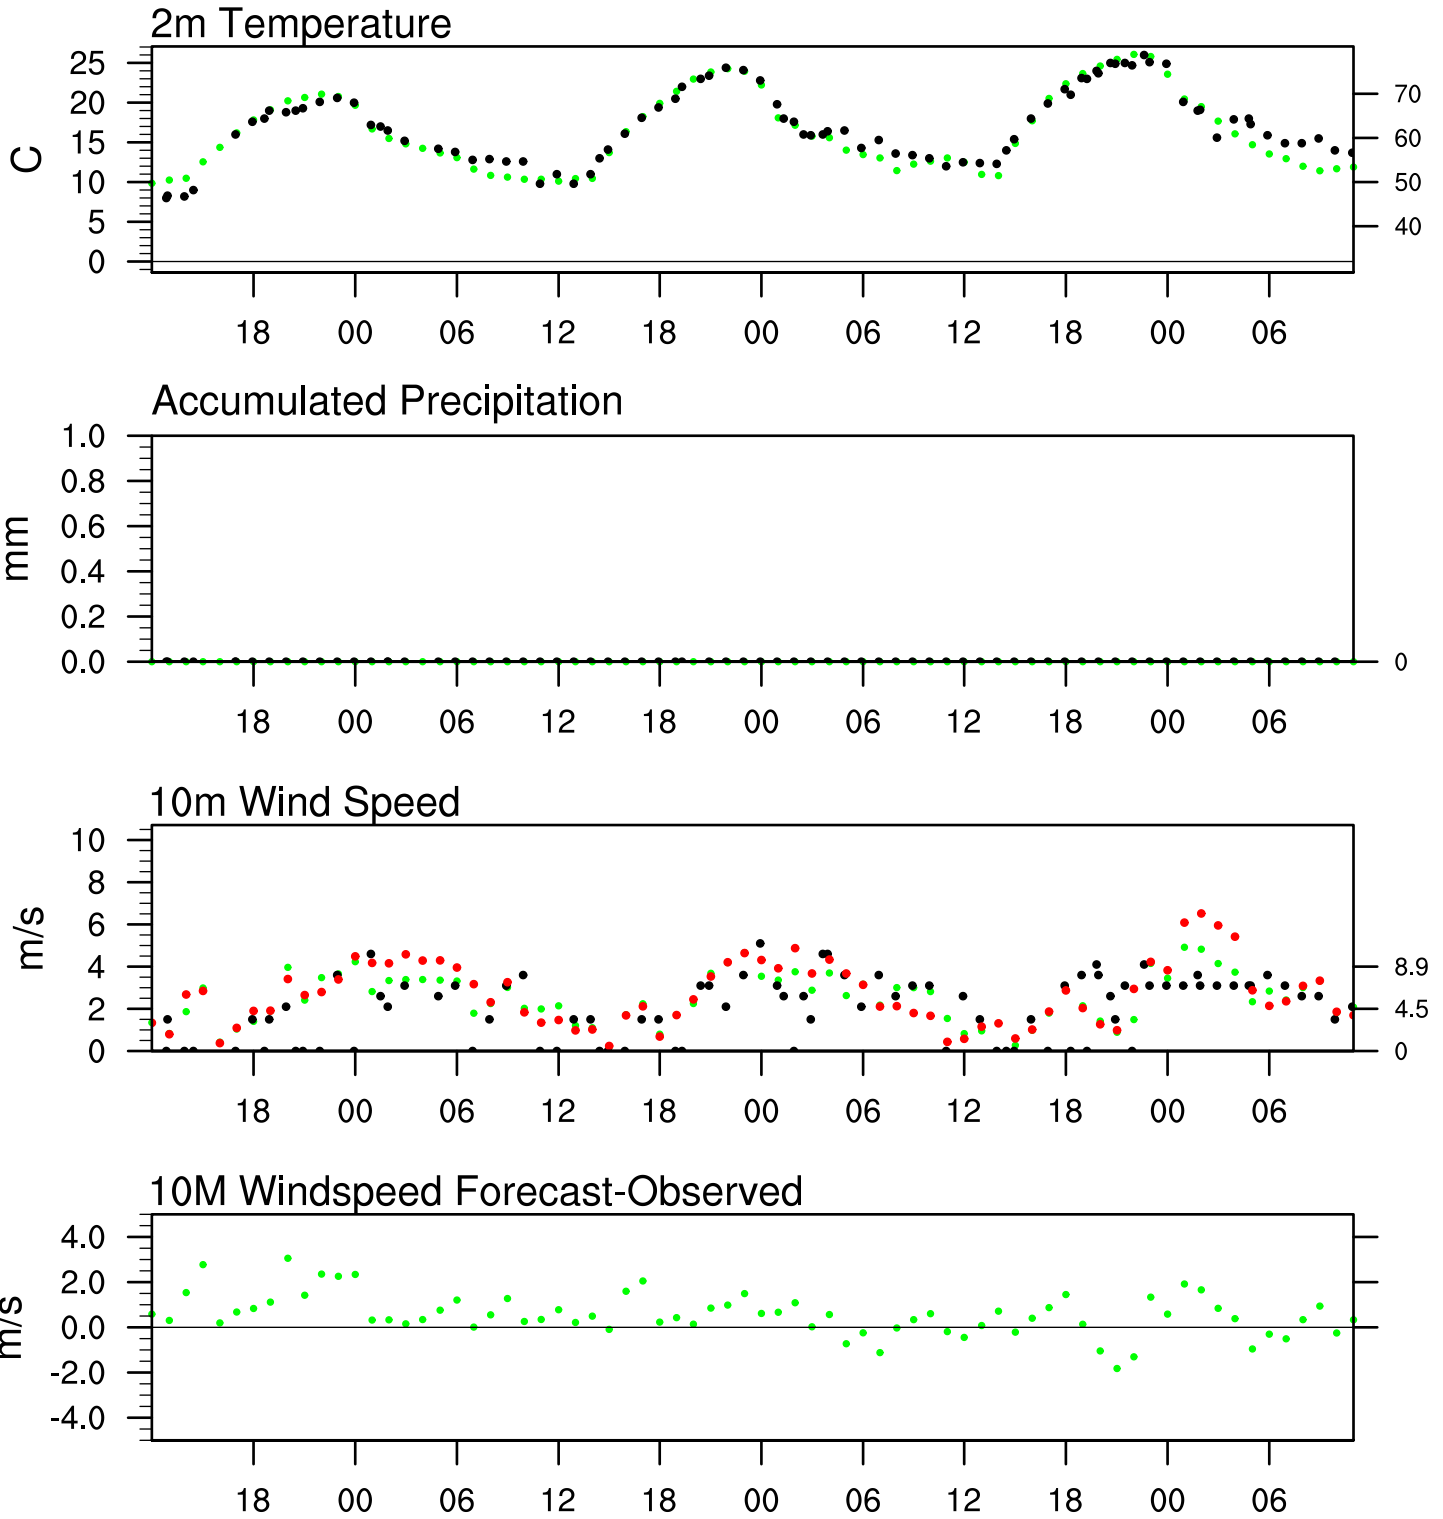 2m Temperature
25
20
15
10
5
0
C
70
60
50
40
18 00 06 12 18 00 06 12 18 00 06
Accumulated Precipitation
1.0
0.8
0.6
0.4
0.2
0.0
mm
0
18 00 06 12 18 00 06 12 18 00 06
10m Wind Speed
10
8
6
4
2
0
m/s
8.9
4.5
0
18 00 06 12 18 00 06 12 18 00 06
10M Windspeed Forecast-Observed
4.0
2.0
0.0
-2.0
-4.0
m/s
18 00 06 12 18 00 06 12 18 00 06